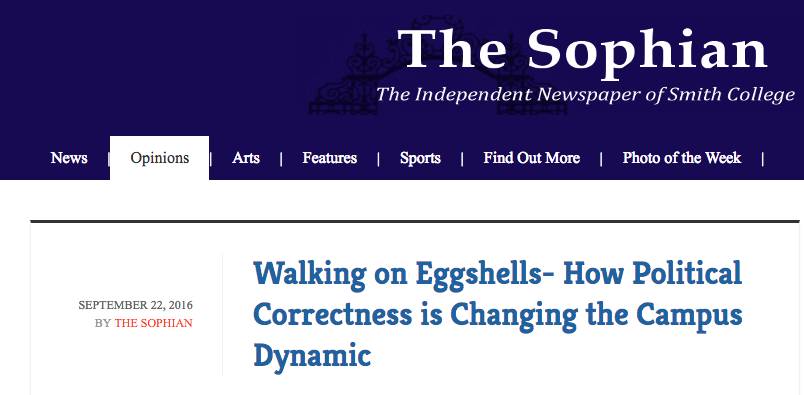 The Sophian
The Independent Newspaper of Smith College
News | Opinions | Arts | Features | Sports | Find Out More | Photo of the Week |
SEPTEMBER 22, 2016
BY THE SOPHIAN
Walking on Eggshells- How Political
Correctness is Changing the Campus
Dynamic